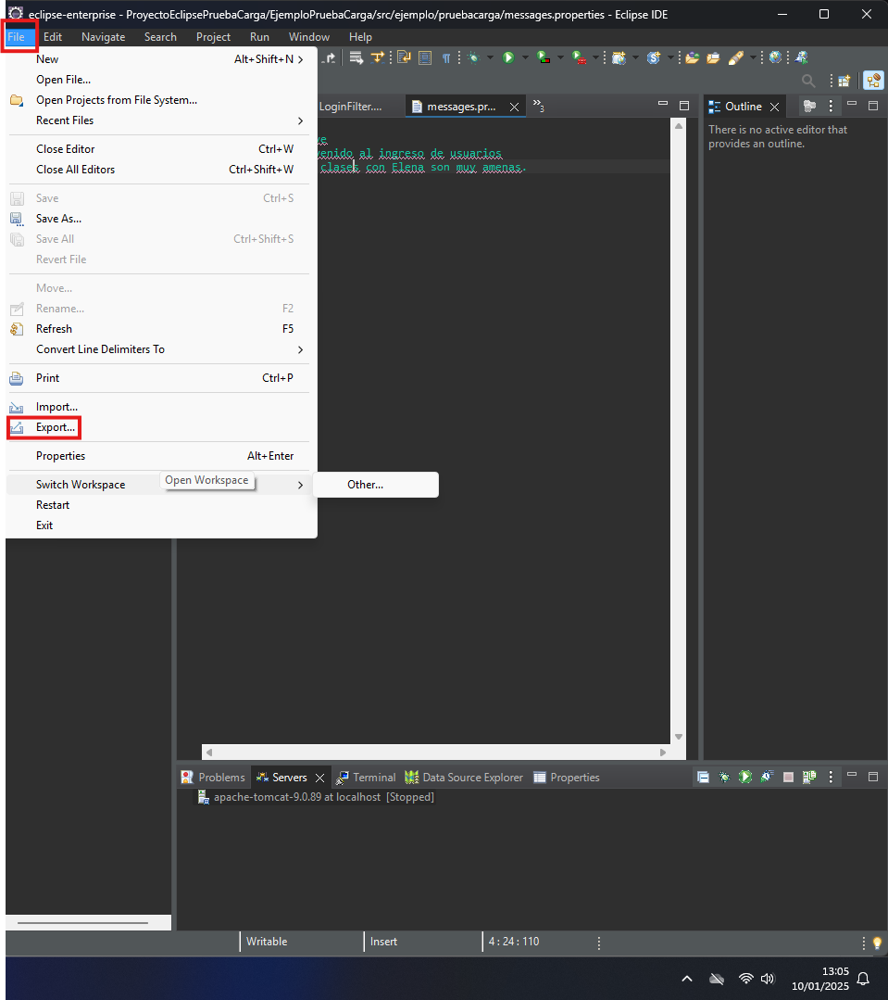 eclipse-enterprise - ProyectoEclipsePruebaCarga/EjemploPruebaCarga/src/ejemplo/pruebacarga/messages.properties - Eclipse IDE
File Edit Navigate Search Project Run Window Help
New Alt+Shift+N
Open File...
Open Projects from File System...
Recent Files
Close Editor Ctrl+W
Close All Editors Ctrl+Shift+W
Save Ctrl+S
Save As...
Save All Ctrl+Shift+S
Revert File
Move...
Rename... F2
Refresh F5
Convert Line Delimiters To
Print Ctrl+P
Import...
Export...
Properties Alt+Enter
Switch Workspace
Open Workspace
Other...
Restart
Exit
LoginFilter.... messages.pr... 3
ve
venido al ingreso de usuarios
clases con Elena son muy amenas.
Outline
There is no active editor that
provides an outline.
Problems Servers Terminal Data Source Explorer Properties
apache-tomcat-9.0.89 at localhost [Stopped]
Writable Insert 4 : 24 : 110
13:05
10/01/2025